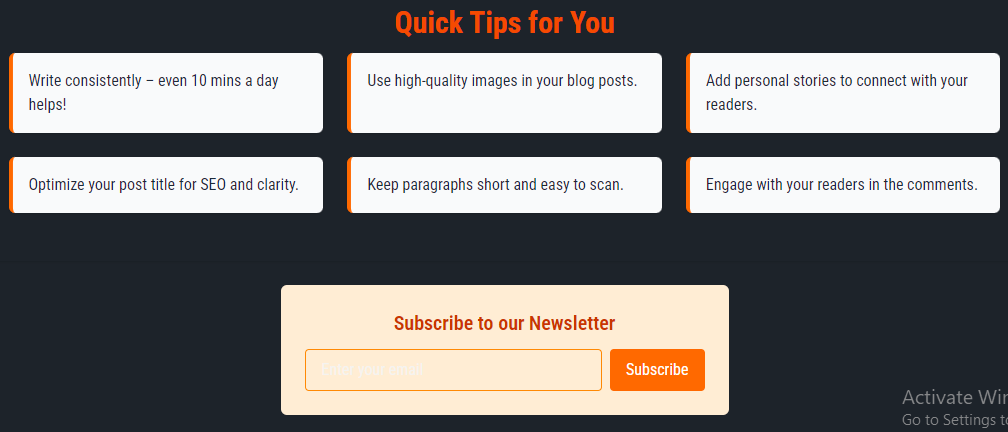 Quick Tips for You
Write consistently – even 10 mins a day
helps!
Use high-quality images in your blog posts.
Add personal stories to connect with your
readers.
Optimize your post title for SEO and clarity.
Keep paragraphs short and easy to scan.
Engage with your readers in the comments.
Subscribe to our Newsletter
Enter your email
Subscribe
Activate Win
Go to Settings to